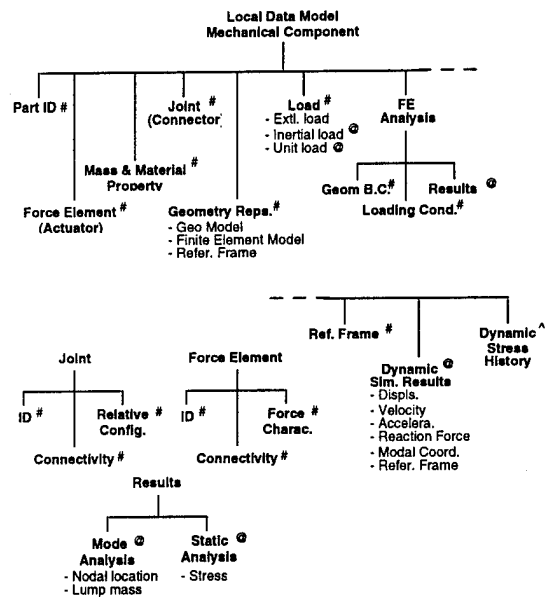 Local Data Model
Mechanical Component
Part ID #
Joint #
(Connector)
Load #
- Extl. load
- Inertial load @
- Unit load @
FE
Analysis
Mass & Material #
Property
Geom B.C. #
Results @
Loading Cond. #
Force Element #
(Actuator)
Geometry Reps. #
- Geo Model
- Finite Element Model
- Refer. Frame
Ref. Frame #
Dynamic ^
Stress
History
Dynamic @
Sim. Results
- Displs.
- Velocity
- Accelera.
- Reaction Force
- Modal Coord.
- Refer. Frame
Joint
ID #
Relative #
Config.
Connectivity #
Force Element
ID #
Force #
Charac.
Connectivity #
Results
Mode @
Analysis
- Nodal location
- Lump mass
Static @
Analysis
- Stress